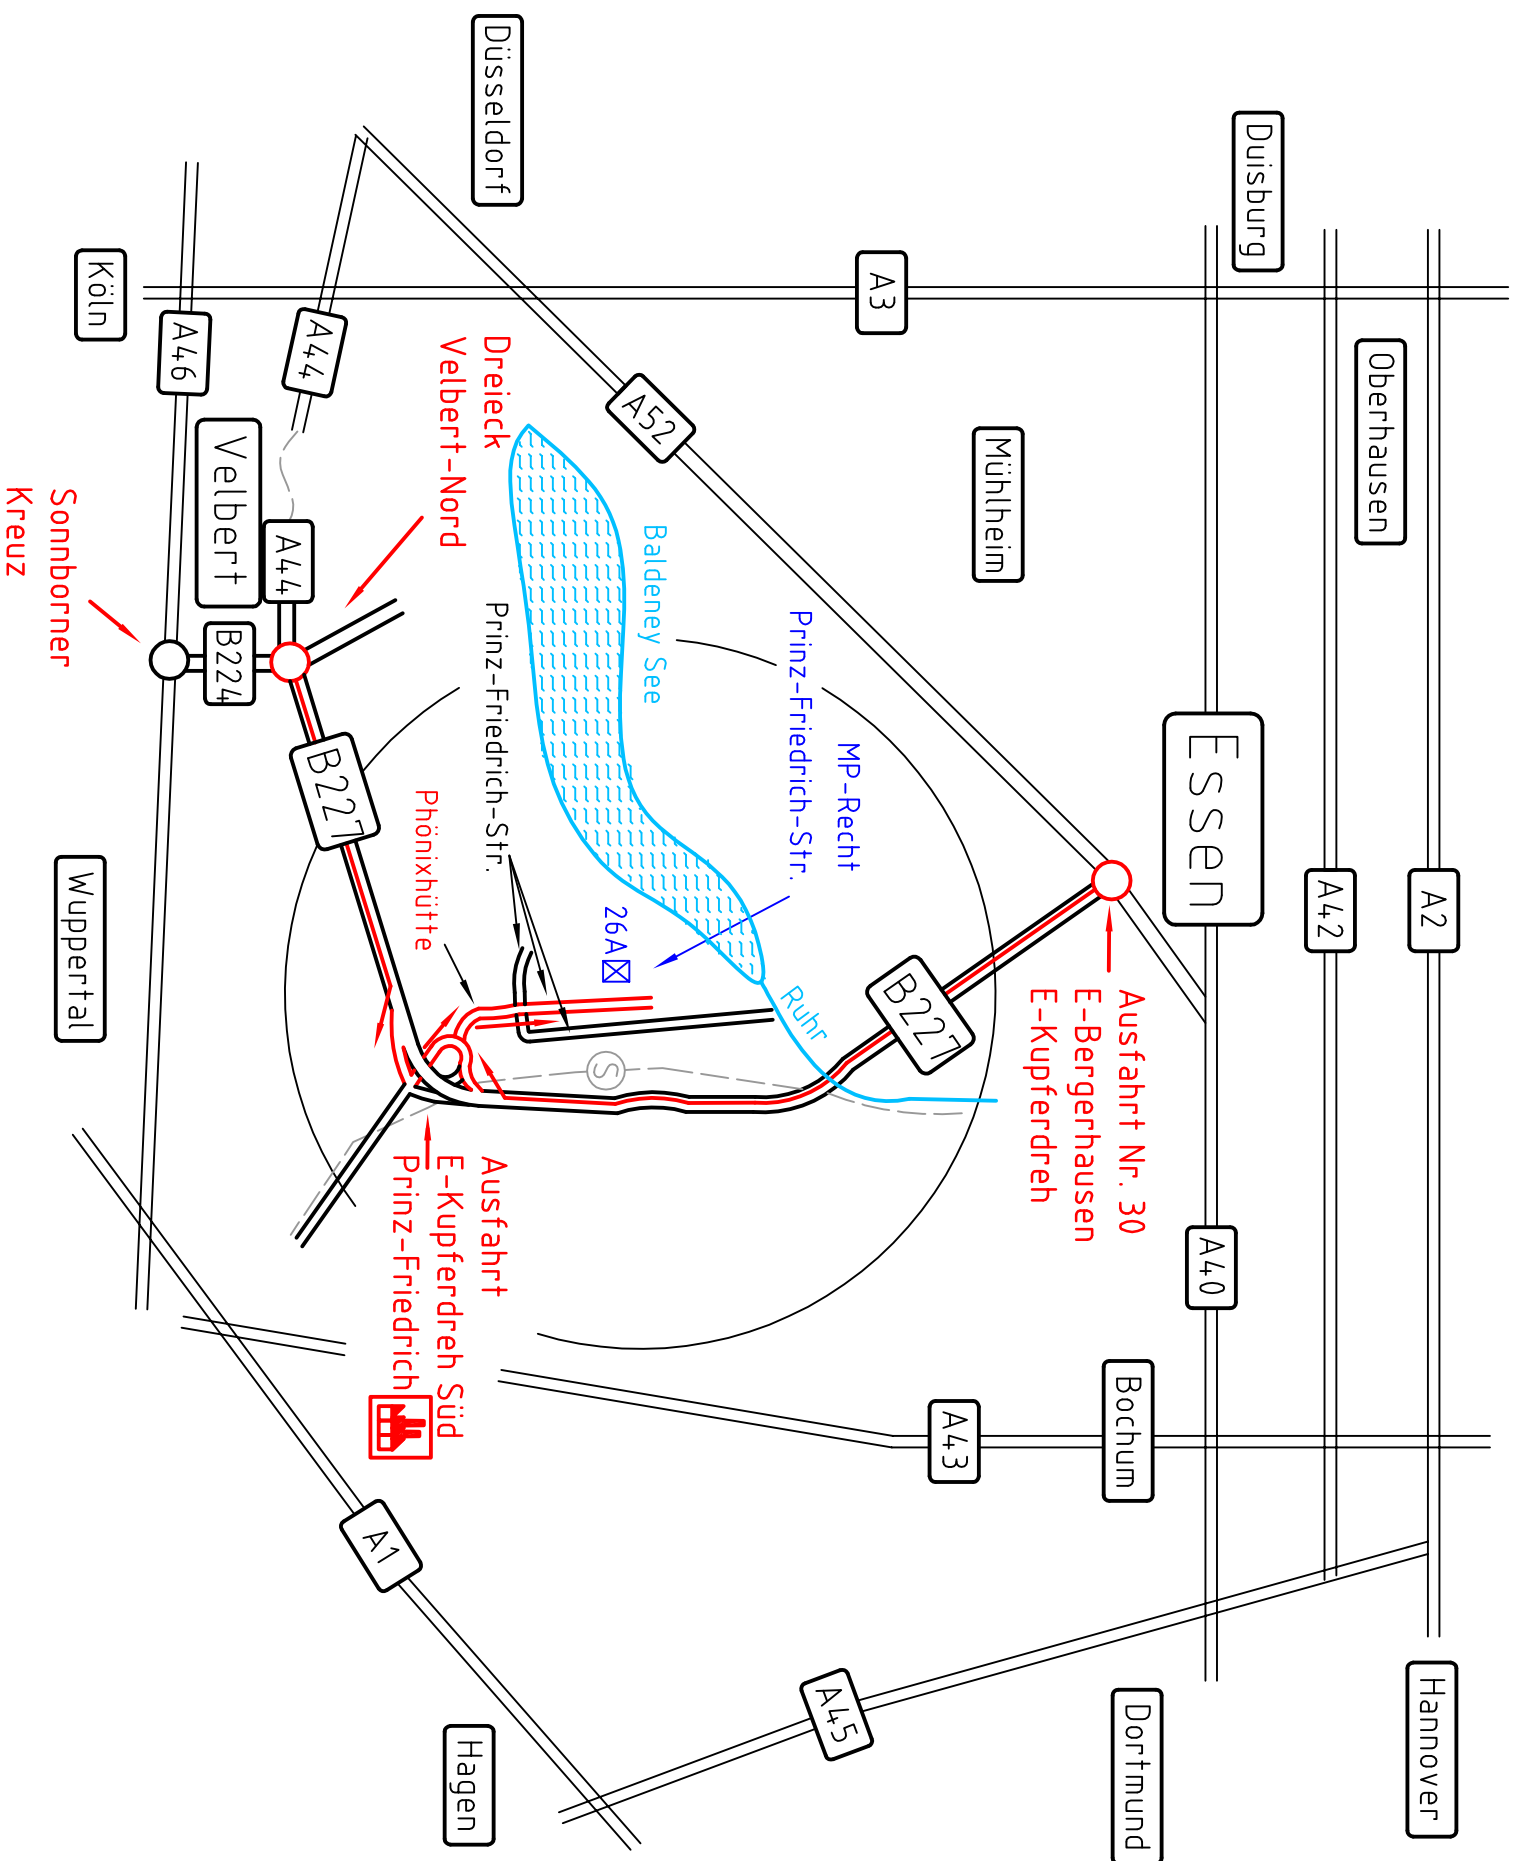 Hannover
A2
Oberhausen
A42
Duisburg
Essen
A40
Dortmund
Bochum
Ausfahrt Nr. 30
E-Bergerhausen
E-Kupferdreh
Mühlheim
A43
A3
B227
MP-Recht
Prinz-Friedrich-Str.
Ruhr
A45
A52
Baldeney See
26A
S
Düsseldorf
Dreieck
Velbert-Nord
Prinz-Friedrich-Str.
Phönixhütte
Ausfahrt
E-Kupferdreh Süd
Prinz-Friedrich
Hagen
A1
A44
B227
A44
Velbert
B224
A46
Köln
Wuppertal
Sonnborner
Kreuz